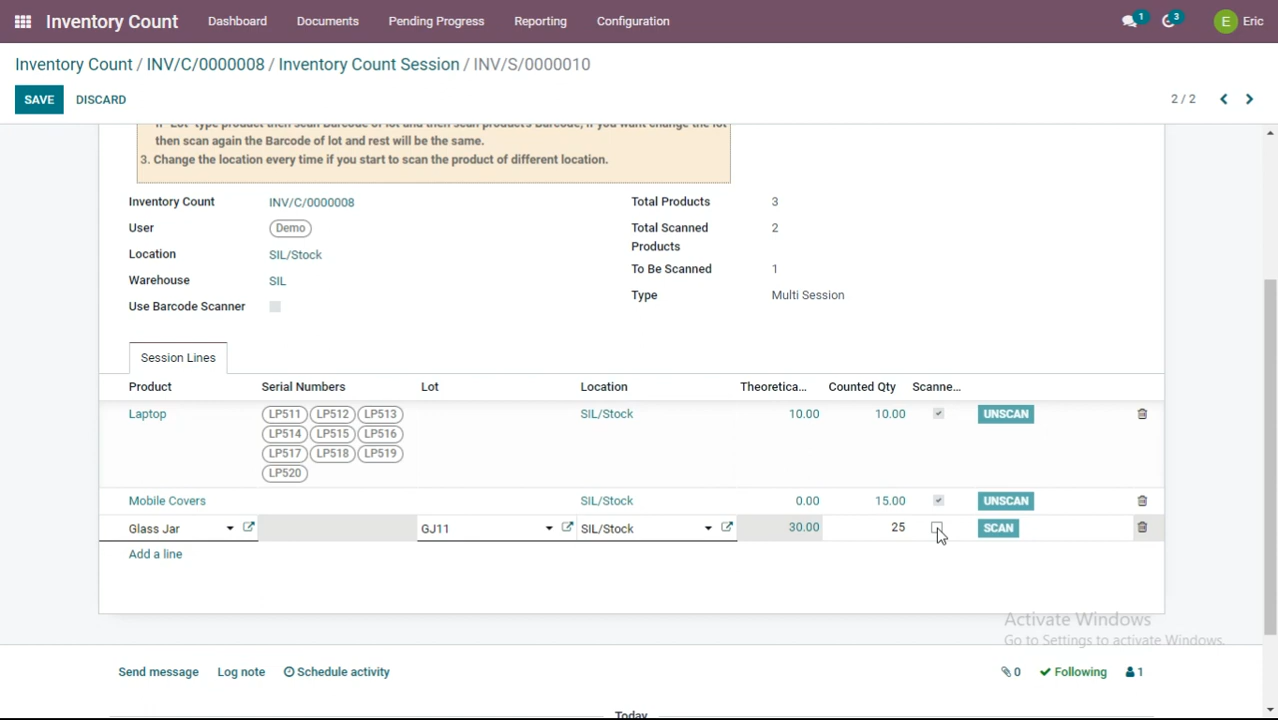 Inventory Count Dashboard Documents Pending Progress Reporting Configuration 1 3 E Eric
Inventory Count / INV/C/0000008 / Inventory Count Session / INV/S/0000010
SAVE DISCARD 2 / 2
then scan again the Barcode of lot and rest will be the same.
3. Change the location every time if you start to scan the product of different location.
Inventory Count INV/C/0000008 Total Products 3
User Demo Total Scanned Products 2
Location SIL/Stock To Be Scanned 1
Warehouse SIL Type Multi Session
Use Barcode Scanner
Session Lines
Product Serial Numbers Lot Location Theoretica... Counted Qty Scanne...
Laptop LP511 LP512 LP513 SIL/Stock 10.00 10.00 UNSCAN
LP514 LP515 LP516
LP517 LP518 LP519
LP520
Mobile Covers SIL/Stock 0.00 15.00 UNSCAN
Glass Jar GJ11 SIL/Stock 30.00 25 SCAN
Add a line
Activate Windows
Go to Settings to activate Windows.
Send message Log note Schedule activity 0 Following 1
Today